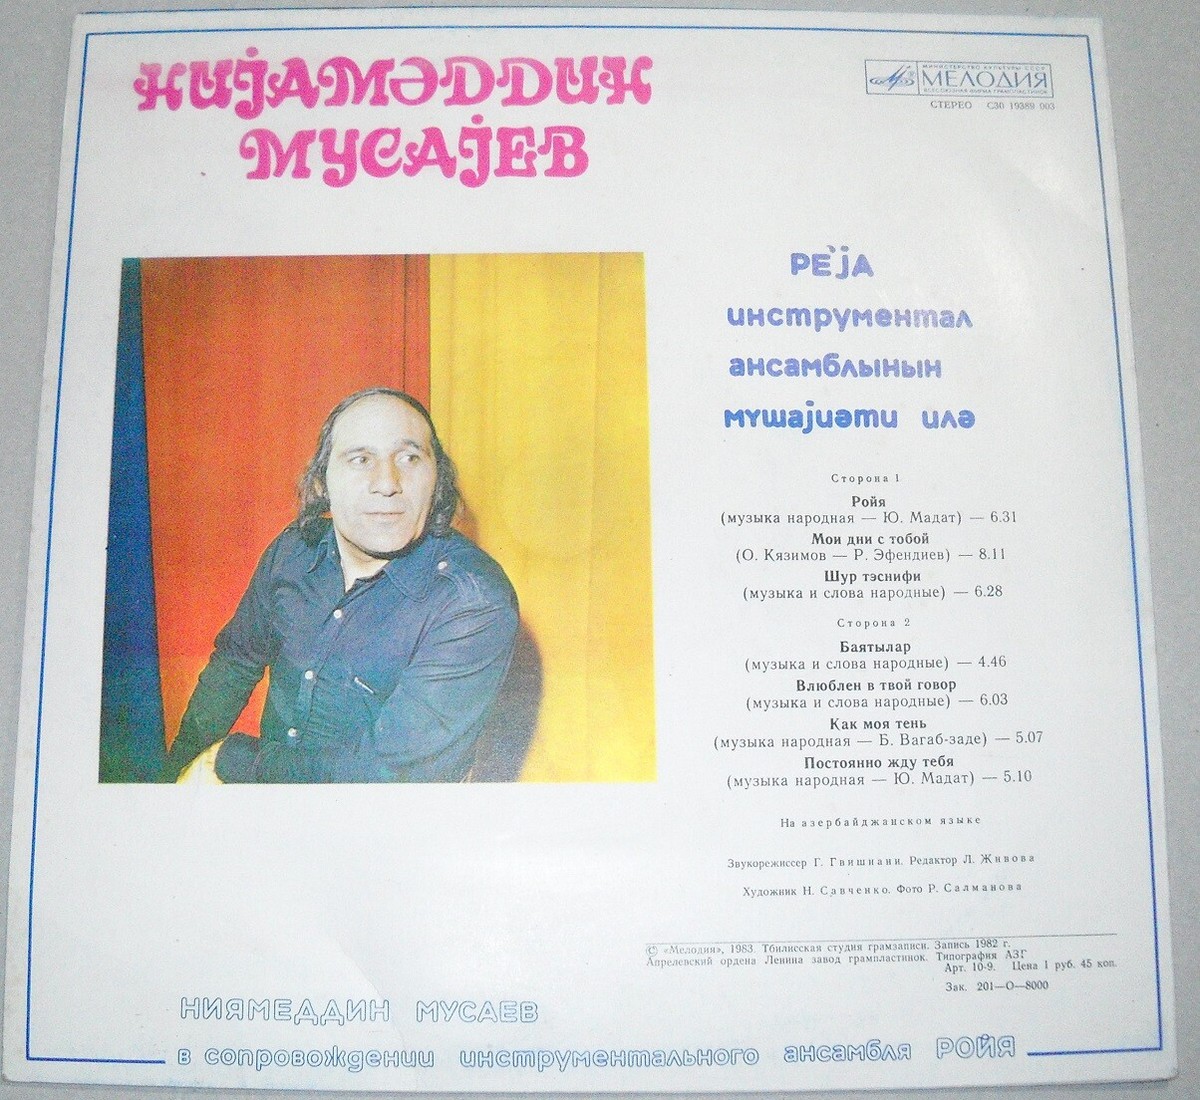 НИЈАМӘДДИН
МУСАЈЕВ
МИНИСТЕРСТВО КУЛЬТУРЫ СССР
МЕЛОДИЯ
ВСЕСОЮЗНАЯ ФИРМА ГРАМПЛАСТИНОК
СТЕРЕО С30 19389 003
РЕ'ЈА
инструментал
ансамблынын
мүшајиәти илә
Сторона 1
Ройя
(музыка народная — Ю. Мадат) — 6.31
Мои дни с тобой
(О. Кязимов — Р. Эфендиев) — 8.11
Шур тэснифи
(музыка и слова народные) — 6.28
Сторона 2
Баятылар
(музыка и слова народные) — 4.46
Влюблен в твой говор
(музыка и слова народные) — 6.03
Как моя тень
(музыка народная — Б. Вагаб-заде) — 5.07
Постоянно жду тебя
(музыка народная — Ю. Мадат) — 5.10
На азербайджанском языке
Звукорежиссер Г. Гвишиани. Редактор Л. Живова
Художник Н. Савченко. Фото Р. Салманова
© «Мелодия», 1983. Тбилисская студия грамзаписи. Запись 1982 г.
Апрелевский ордена Ленина завод грампластинок. Типография АЗГ
Арт. 10-9. Цена 1 руб. 45 коп.
Зак. 201—О—8000
НИЯМЕДДИН МУСАЕВ
в сопровождении инструментального ансамбля РОЙЯ